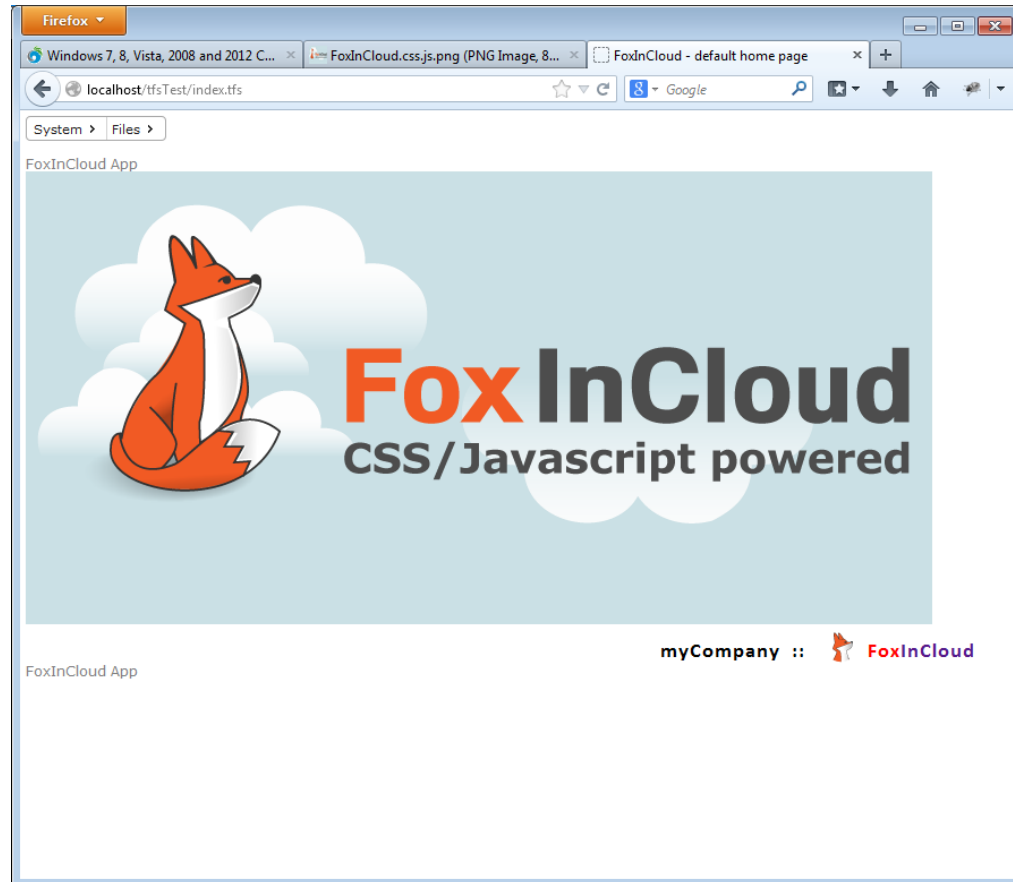 Firefox
Windows 7, 8, Vista, 2008 and 2012 C... FoxInCloud.css.js.png (PNG Image, 8... FoxInCloud - default home page
localhost/tfsTest/index.tfs 8 Google
System Files
FoxInCloud App
FoxInCloud
CSS/Javascript powered
myCompany :: FoxInCloud
FoxInCloud App